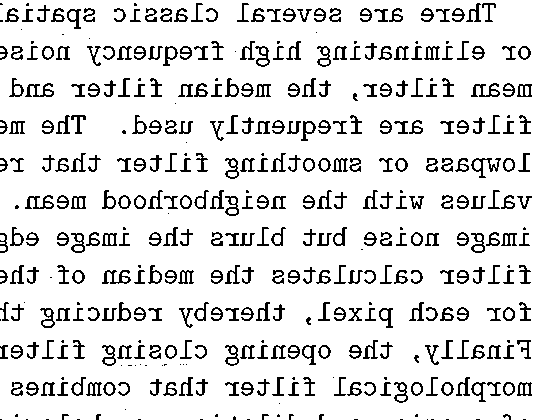 There are several classic spatial
or eliminating high frequency noise
mean filter, the median filter and
filter are frequently used. The me
lowpass or smoothing filter that re
values with the neighborhood mean.
image noise but blurs the image edg
filter calculates the median of the
for each pixel, thereby reducing th
Finally, the opening closing filter
morphological filter that combines